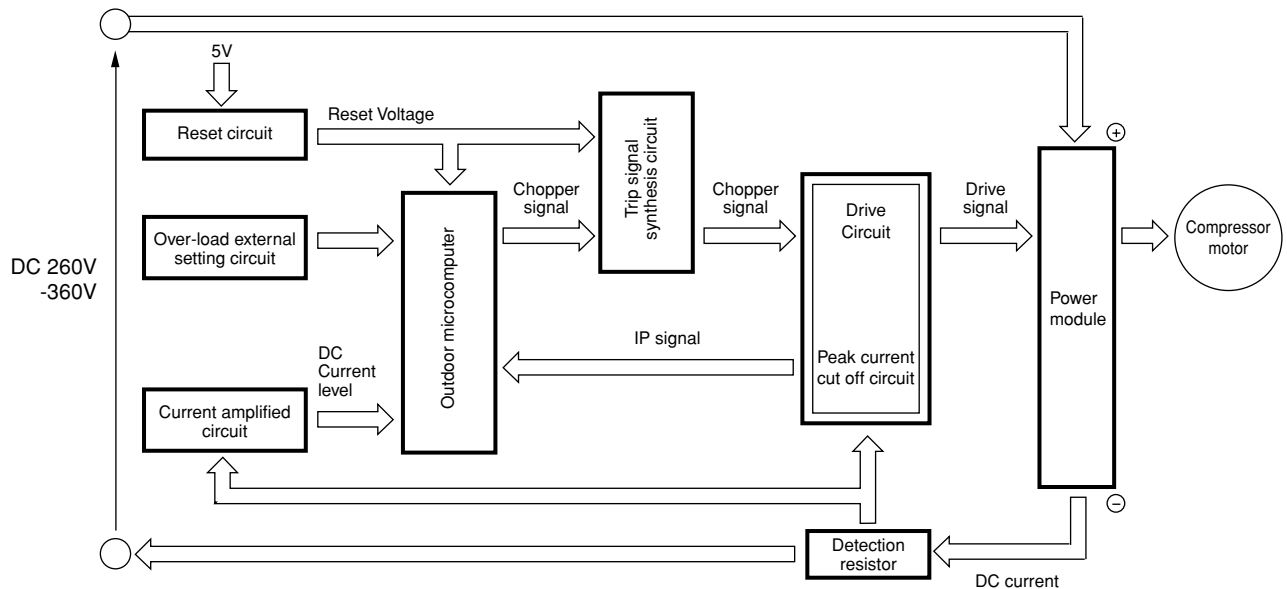 5V
Reset circuit
Reset Voltage
Trip signal
synthesis circuit
+
Over-load external
setting circuit
Outdoor microcomputer
Chopper
signal
Chopper
signal
Drive
Circuit
Drive
signal
Compressor
motor
DC 260V
-360V
Power
module
IP signal
Peak current
cut off circuit
DC
Current
level
Current amplified
circuit
−
Detection
resistor
DC current